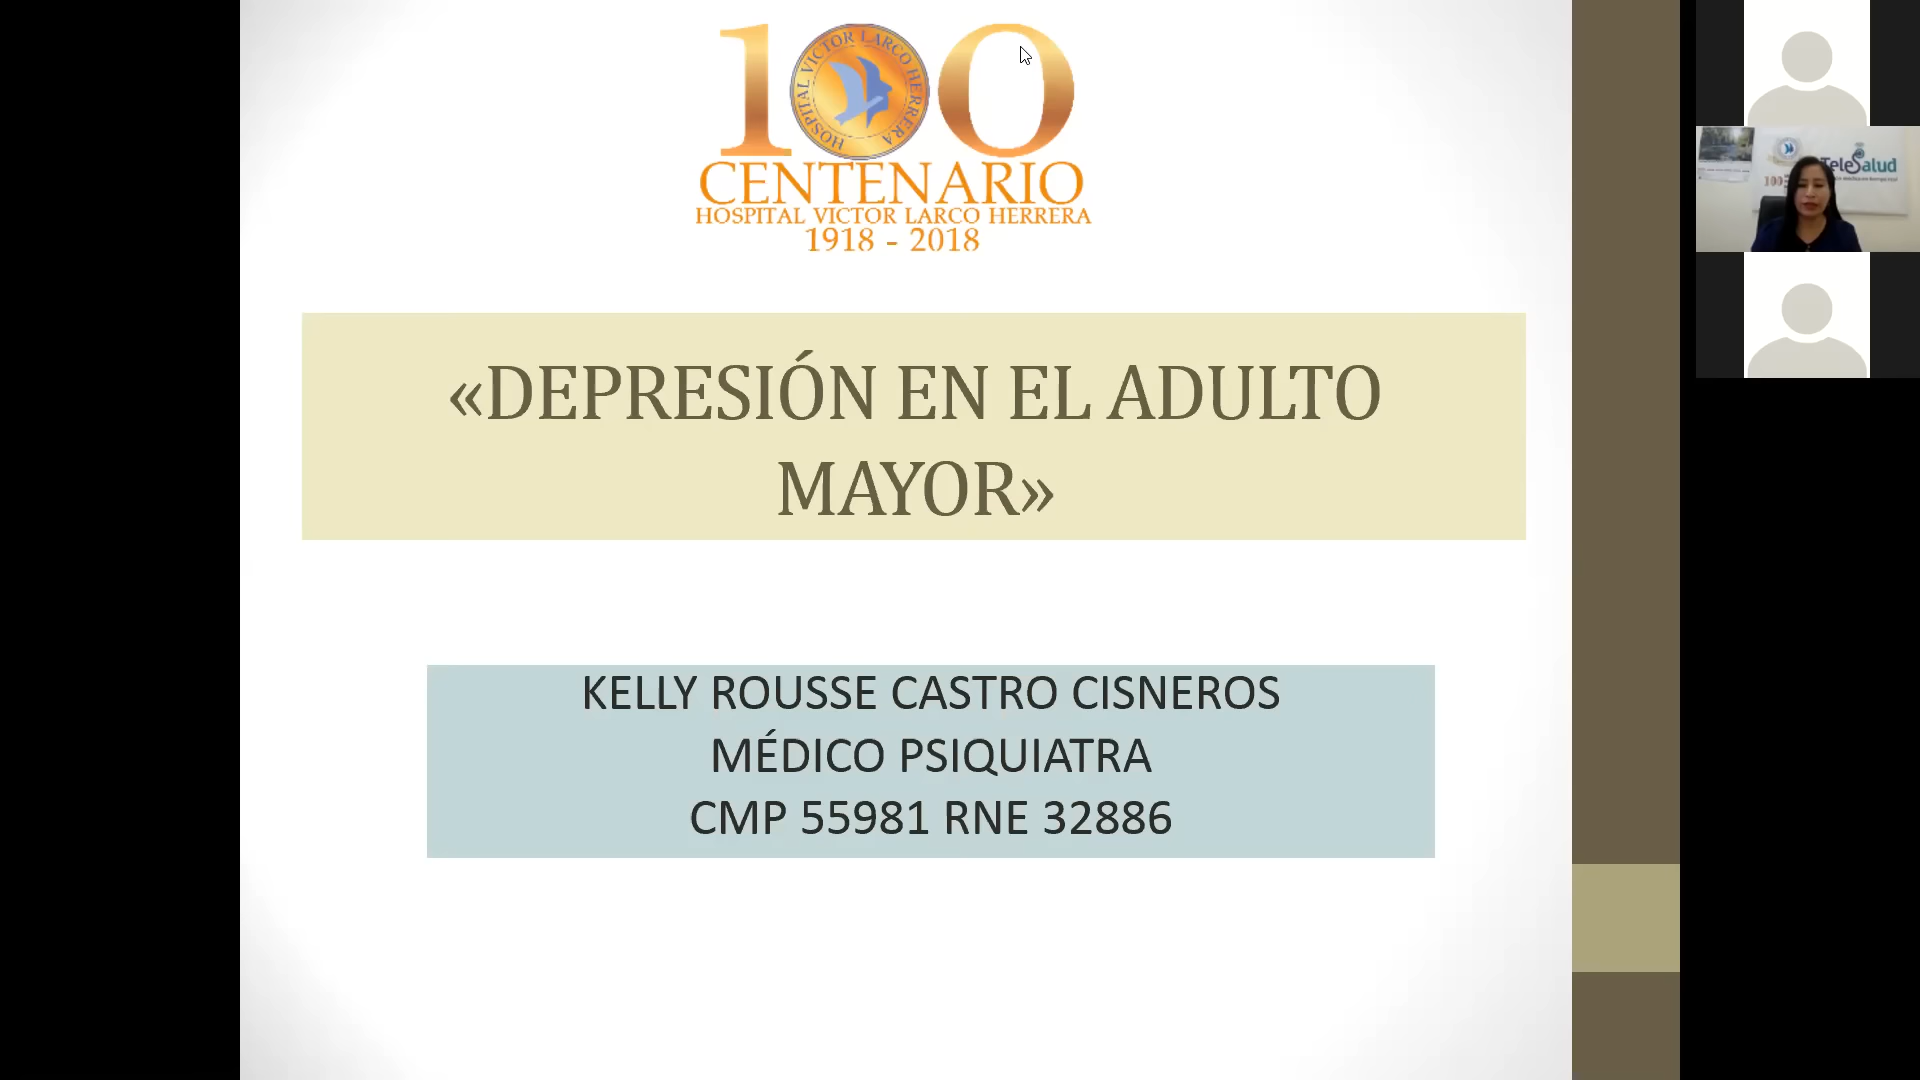 100
HOSPITAL VICTOR LARCO HERRERA
CENTENARIO
HOSPITAL VICTOR LARCO HERRERA
1918 - 2018
«DEPRESIÓN EN EL ADULTO
MAYOR»
KELLY ROUSSE CASTRO CISNEROS
MÉDICO PSIQUIATRA
CMP 55981 RNE 32886
TeleSalud
100